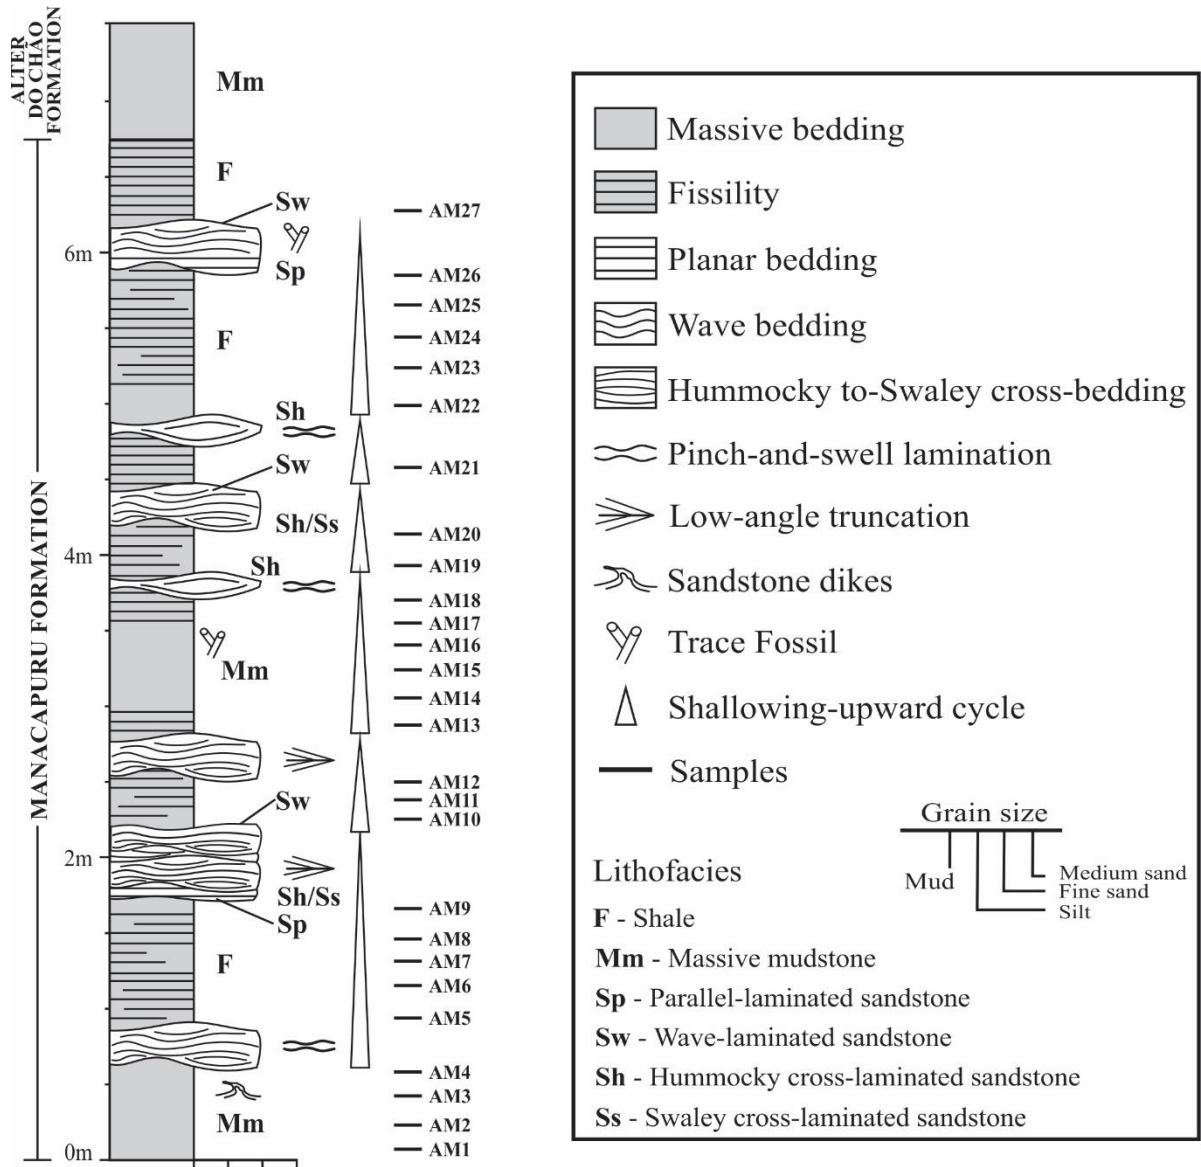 ALTER
DO CHÃO
FORMATION
MANACAPURU FORMATION
Mm
F
Sw
AM27
6m
Sp
AM26
AM25
F
AM24
AM23
Sh
AM22
Sw
AM21
Sh/Ss
AM20
4m
Sh
AM19
AM18
AM17
AM16
Mm
AM15
AM14
AM13
AM12
Sw
AM11
AM10
2m
Sh/Ss
Sp
AM9
AM8
F
AM7
AM6
AM5
AM4
AM3
Mm
AM2
0m
AM1
Massive bedding
Fissility
Planar bedding
Wave bedding
Hummocky to-Swaley cross-bedding
Pinch-and-swell lamination
Low-angle truncation
Sandstone dikes
Trace Fossil
Shallowing-upward cycle
Samples
Grain size
Mud
Medium sand
Fine sand
Silt
Lithofacies
F - Shale
Mm - Massive mudstone
Sp - Parallel-laminated sandstone
Sw - Wave-laminated sandstone
Sh - Hummocky cross-laminated sandstone
Ss - Swaley cross-laminated sandstone